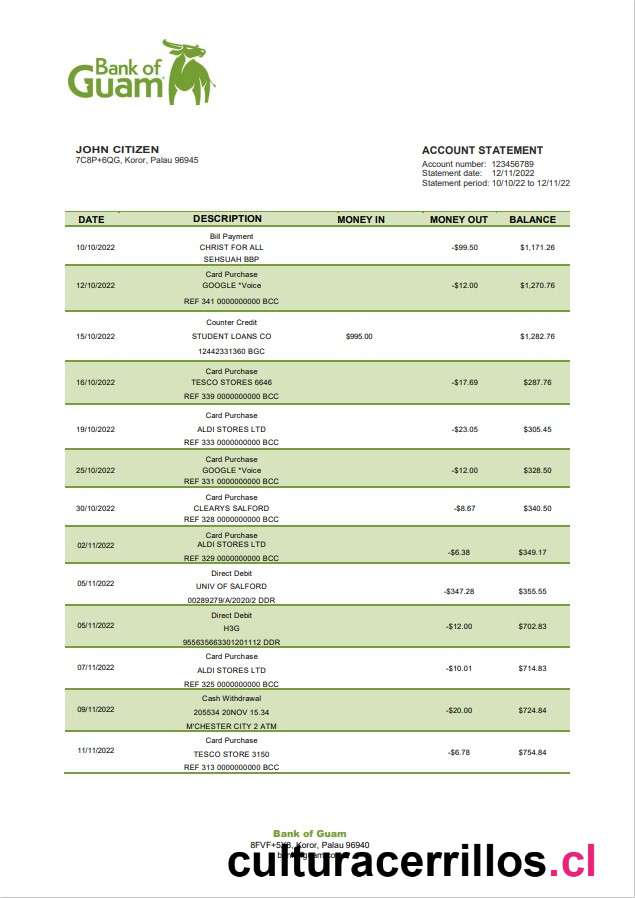 Bank of
Guam
JOHN CITIZEN
7C8P+6QG, Koror, Palau 96945
ACCOUNT STATEMENT
Account number: 123456789
Statement date: 12/11/2022
Statement period: 10/10/22 to 12/11/22
DATE DESCRIPTION MONEY IN MONEY OUT BALANCE
Bill Payment
10/10/2022 CHRIST FOR ALL -$99.50 $1,171.26
SEHSUAH BBP
Card Purchase
12/10/2022 GOOGLE *Voice -$12.00 $1,270.76
REF 341 0000000000 BCC
Counter Credit
15/10/2022 STUDENT LOANS CO $995.00 $1,282.76
12442331360 BGC
Card Purchase
16/10/2022 TESCO STORES 6646 -$17.69 $287.76
REF 339 0000000000 BCC
Card Purchase
19/10/2022 ALDI STORES LTD -$23.05 $305.45
REF 333 0000000000 BCC
Card Purchase
25/10/2022 GOOGLE *Voice -$12.00 $328.50
REF 331 0000000000 BCC
Card Purchase
30/10/2022 CLEARYS SALFORD -$8.67 $340.50
REF 328 0000000000 BCC
Card Purchase
02/11/2022 ALDI STORES LTD -$6.38 $349.17
REF 329 0000000000 BCC
Direct Debit
05/11/2022 UNIV OF SALFORD -$347.28 $355.55
00289279/A/2020/2 DDR
Direct Debit
05/11/2022 H3G -$12.00 $702.83
955635663301201112 DDR
Card Purchase
07/11/2022 ALDI STORES LTD -$10.01 $714.83
REF 325 0000000000 BCC
Cash Withdrawal
09/11/2022 205534 20NOV 15.34 -$20.00 $724.84
M'CHESTER CITY 2 ATM
Card Purchase
11/11/2022 TESCO STORE 3150 -$6.78 $754.84
REF 313 0000000000 BCC
Bank of Guam
Koror, Palau 96940
culturacerrillos.cl